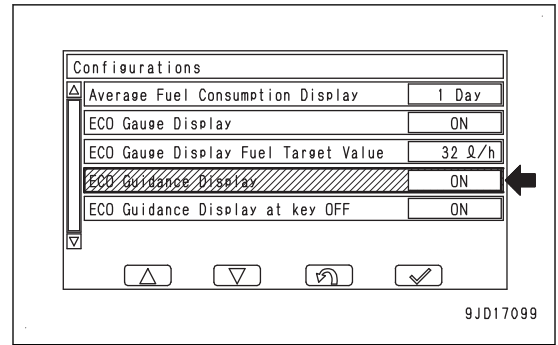 Configurations
Average Fuel Consumption Display 1 Day
ECO Gauge Display ON
ECO Gauge Display Fuel Target Value 32 ℓ/h
ECO Guidance Display ON
ECO Guidance Display at key OFF ON
9JD17099